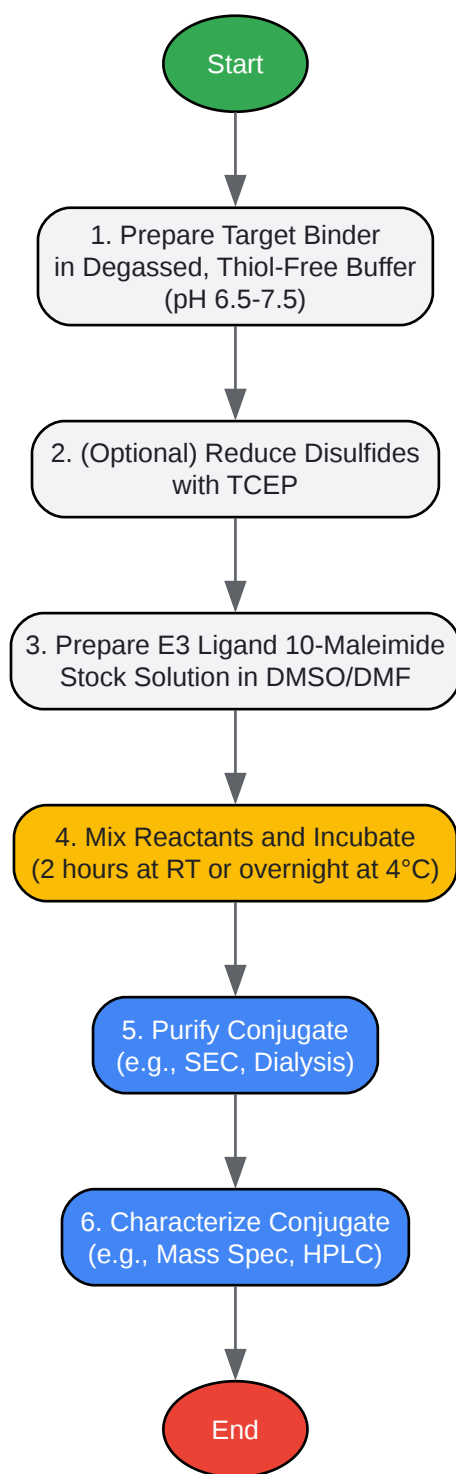 Start
1. Prepare Target Binder
in Degassed, Thiol-Free Buffer
(pH 6.5-7.5)
2. (Optional) Reduce Disulfides
with TCEP
3. Prepare E3 Ligand 10-Maleimide
Stock Solution in DMSO/DMF
4. Mix Reactants and Incubate
(2 hours at RT or overnight at 4°C)
5. Purify Conjugate
(e.g., SEC, Dialysis)
6. Characterize Conjugate
(e.g., Mass Spec, HPLC)
End